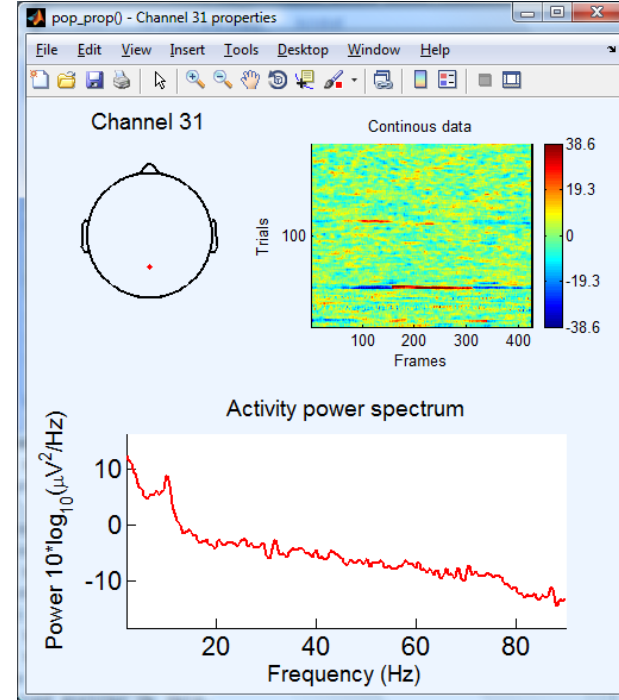 pop_prop() - Channel 31 properties
File Edit View Insert Tools Desktop Window Help
Channel 31
Continous data
38.6
19.3
0
-19.3
-38.6
Trials
100
100 200 300 400
Frames
Activity power spectrum
Power 10*log10(μV2/Hz)
10
0
-10
20 40 60 80
Frequency (Hz)